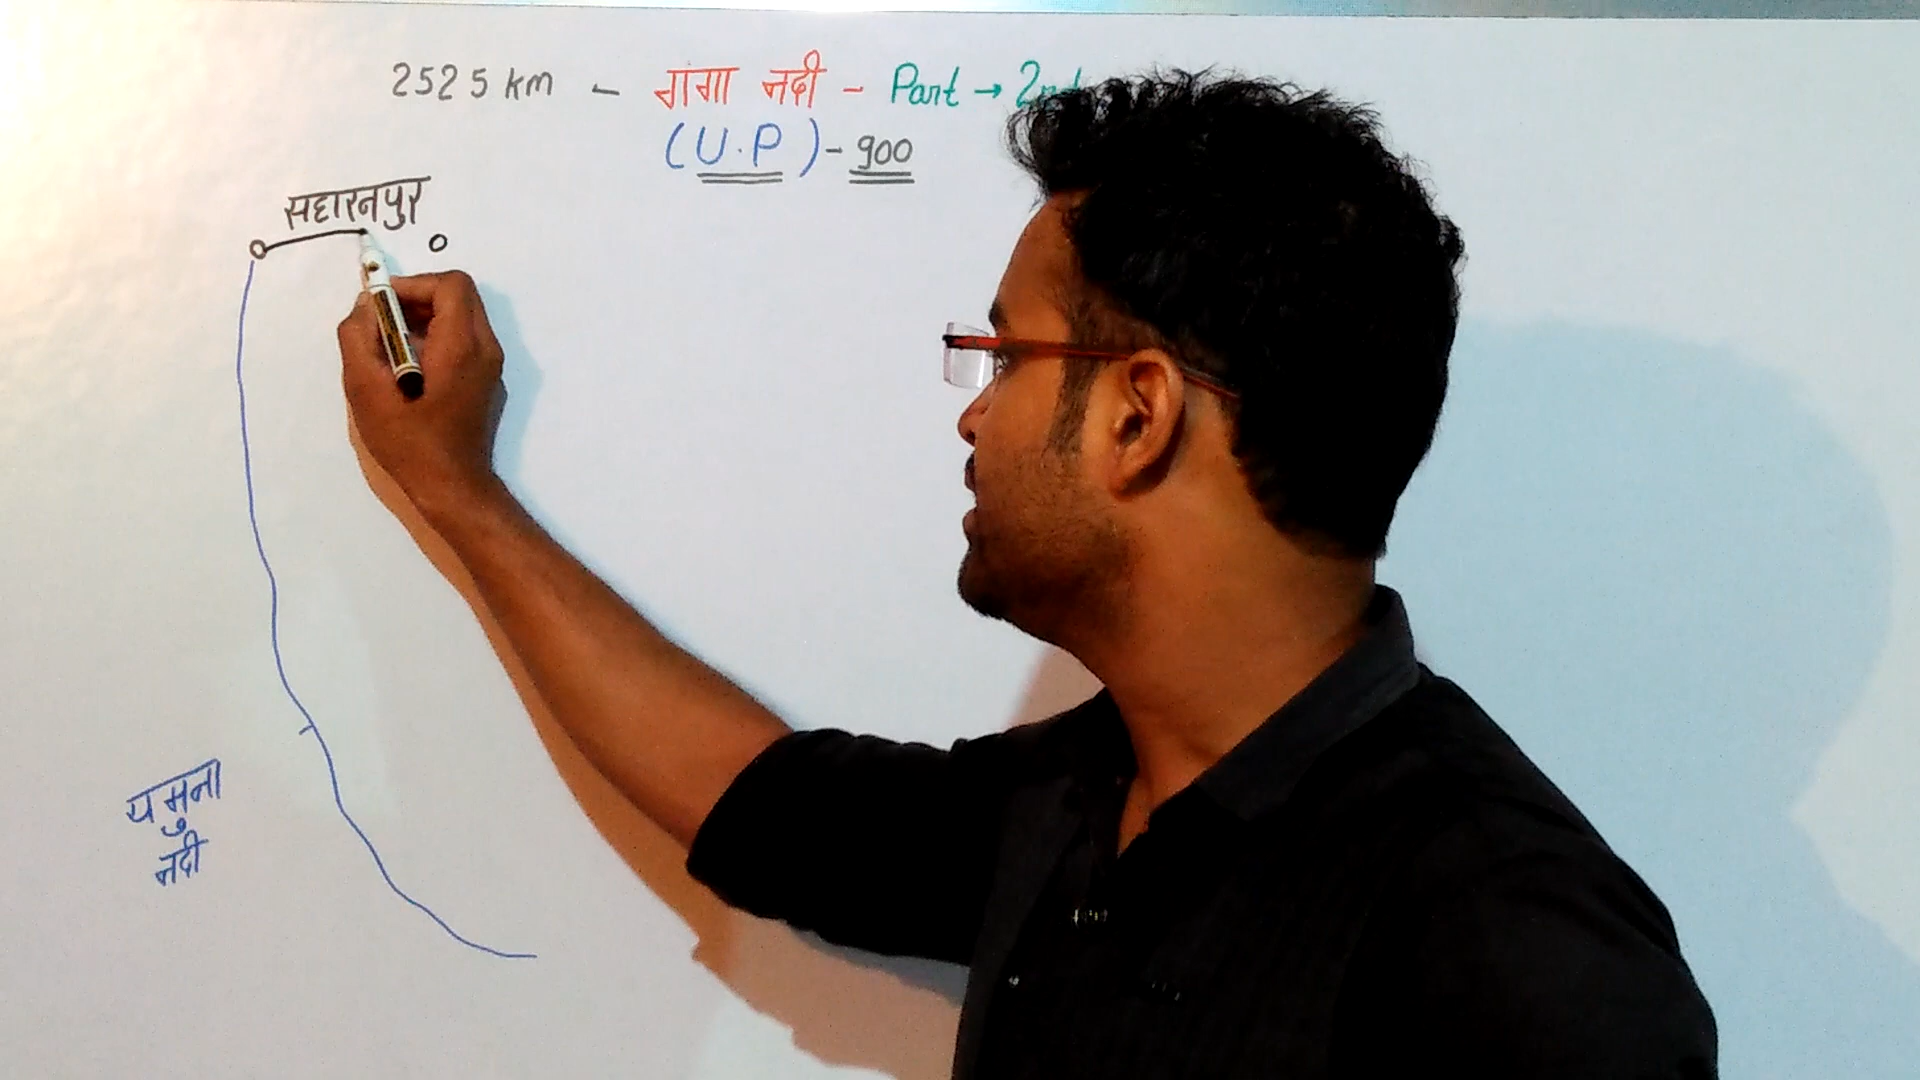 2525 km - गंगा नदी - Part → 2nd
(U.P) - 900
सहारनपुर
यमुना
नदी